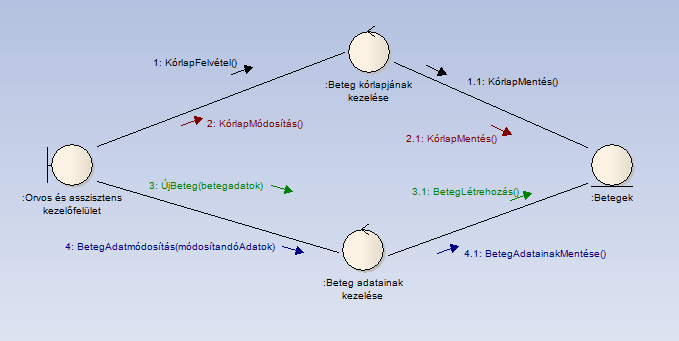 1: KórlapFelvétel()
:Beteg kórlapjának
kezelése
1.1: KórlapMentés()
2: KórlapMódosítás()
2.1: KórlapMentés()
:Orvos és asszisztens
kezelőfelület
3: ÚjBeteg(betegadatok)
3.1: BetegLétrehozás()
:Betegek
4: BetegAdatmódosítás(módosítandóAdatok)
:Beteg adatainak
kezelése
4.1: BetegAdatainakMentése()